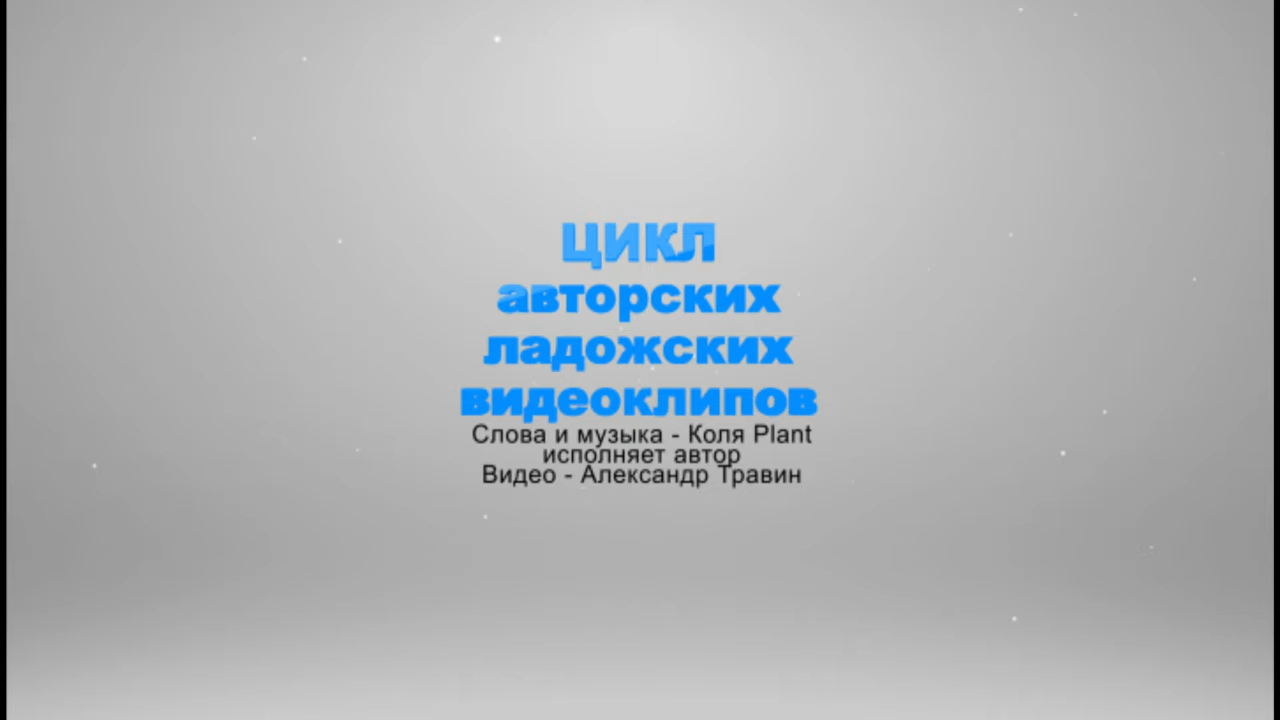 ЦИКЛ
авторских
ладожских
видеоклипов
Слова и музыка - Коля Plant
исполняет автор
Видео - Александр Травин